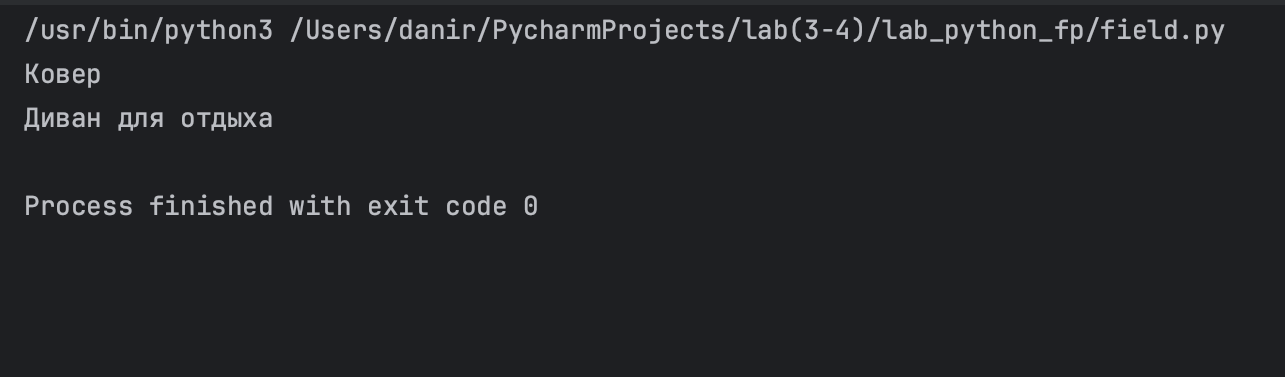 /usr/bin/python3 /Users/danir/PycharmProjects/lab(3-4)/lab_python_fp/field.py
Ковер
Диван для отдыха
Process finished with exit code 0